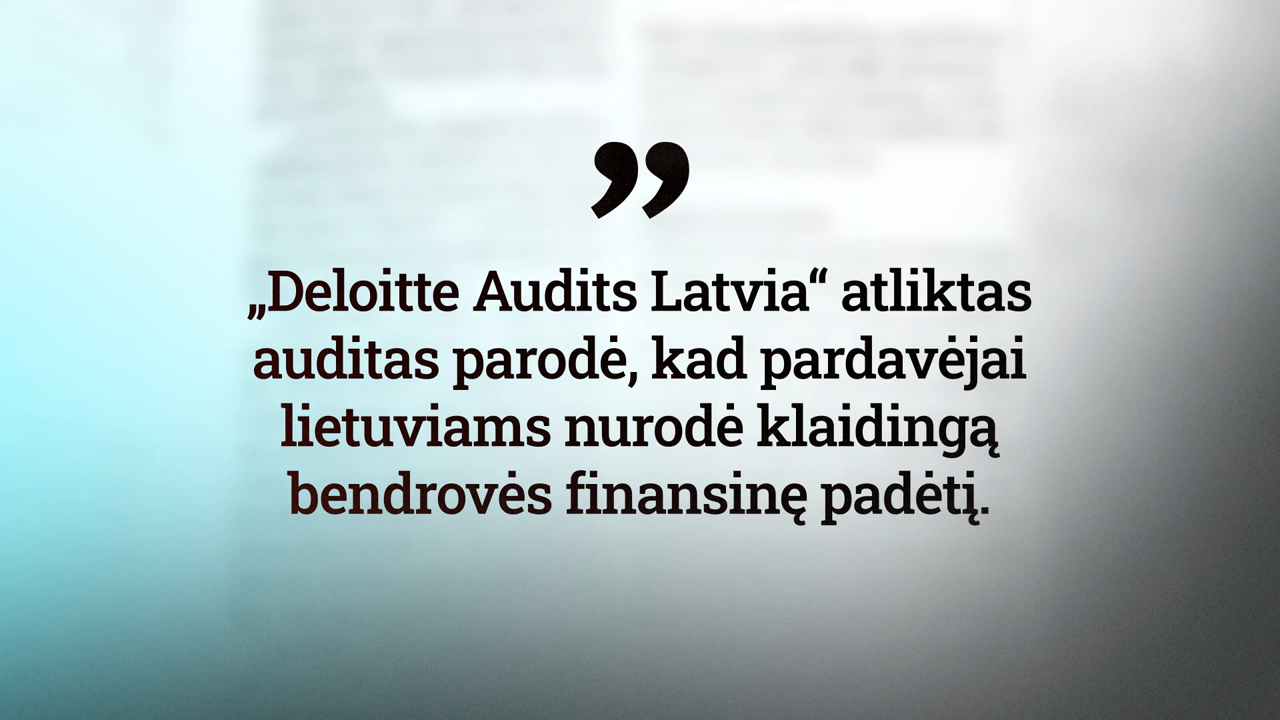 ”
„Deloitte Audits Latvia“ atliktas
auditas parodė, kad pardavėjai
lietuviams nurodė klaidingą
bendrovės finansinę padėtį.